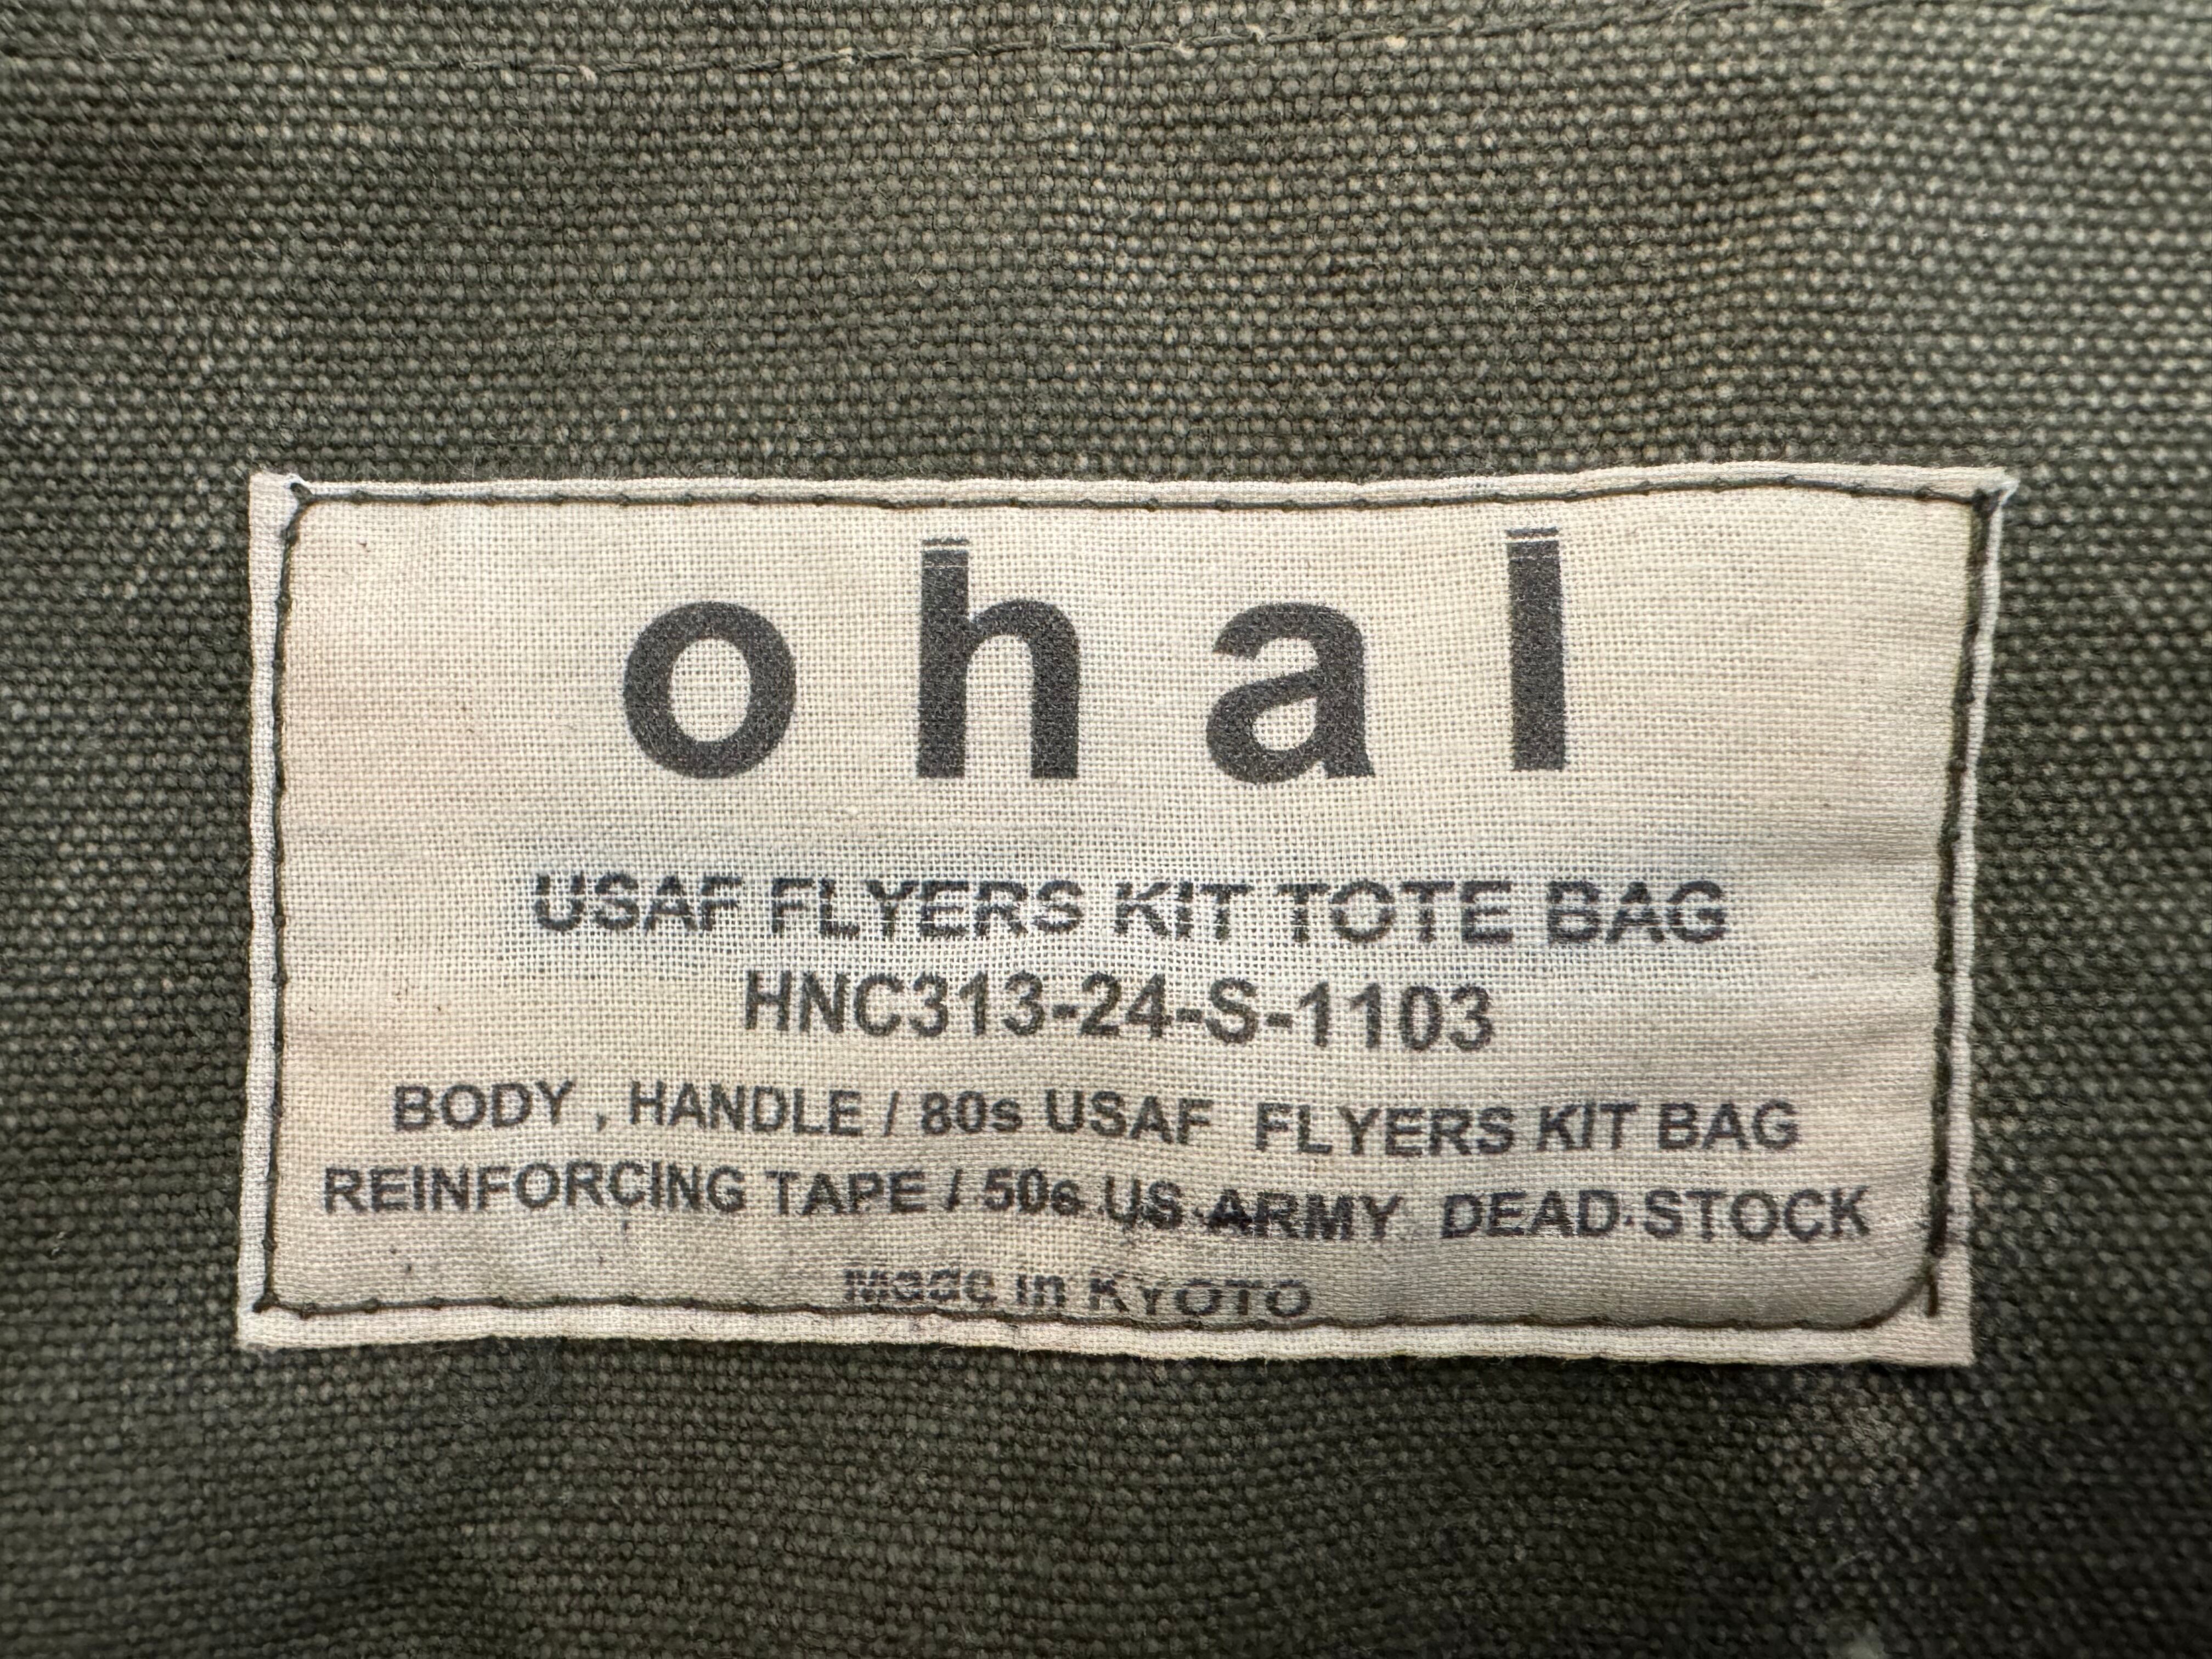 ohal
USAF FLYERS KIT TOTE BAG
HNC313-24-S-1103
BODY , HANDLE / 80s USAF FLYERS KIT BAG
REINFORCING TAPE / 50s US ARMY DEAD STOCK
Made in KYOTO